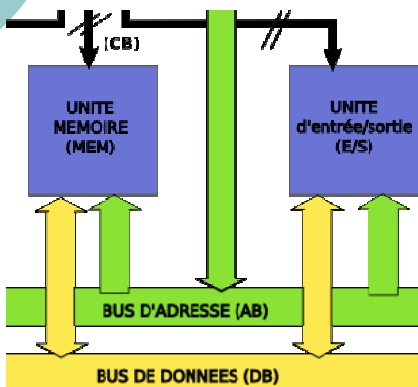 (CB)
UNITE
MEMOIRE
(MEM)
UNITE
d'entrée/sortie
(E/S)
BUS D'ADRESSE (AB)
BUS DE DONNEES (DB)